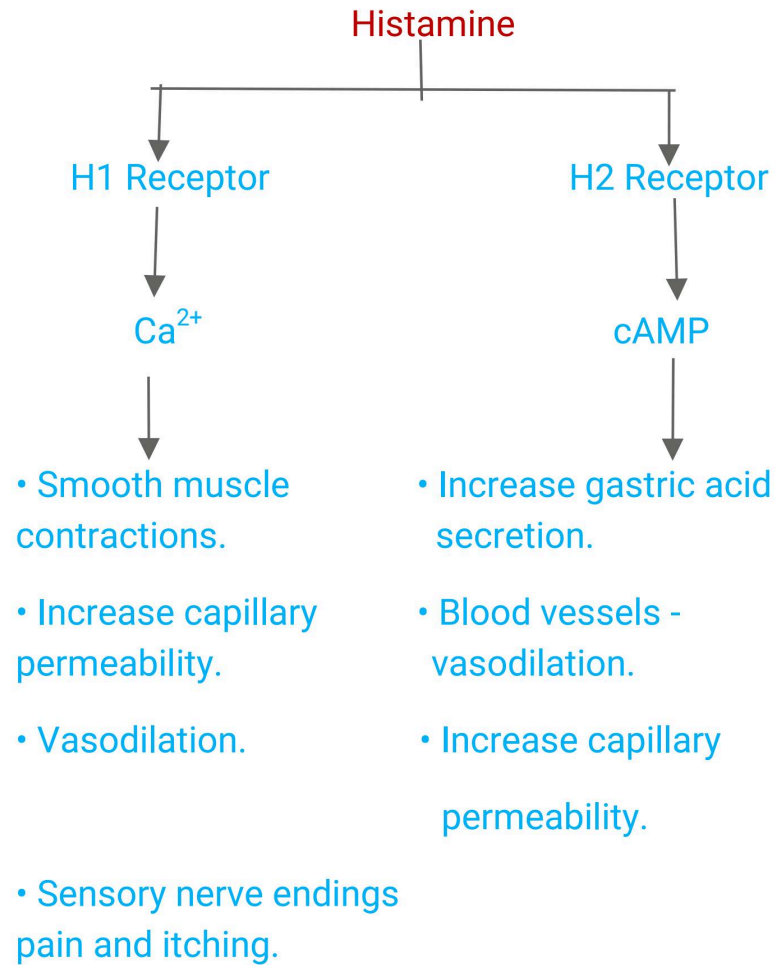 Histamine
H1 Receptor
H2 Receptor
Ca²⁺
cAMP
• Smooth muscle
contractions.
• Increase capillary
permeability.
• Vasodilation.
• Sensory nerve endings
pain and itching.
• Increase gastric acid
secretion.
• Blood vessels -
vasodilation.
• Increase capillary
permeability.